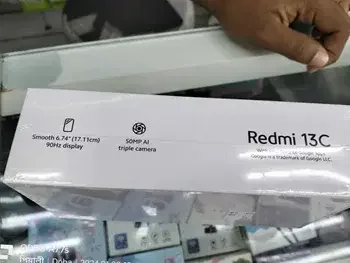 Smooth 6.74" (17.11cm)
90Hz display
50MP AI
triple camera
Redmi 13C
Google is a trademark of Google LLC.